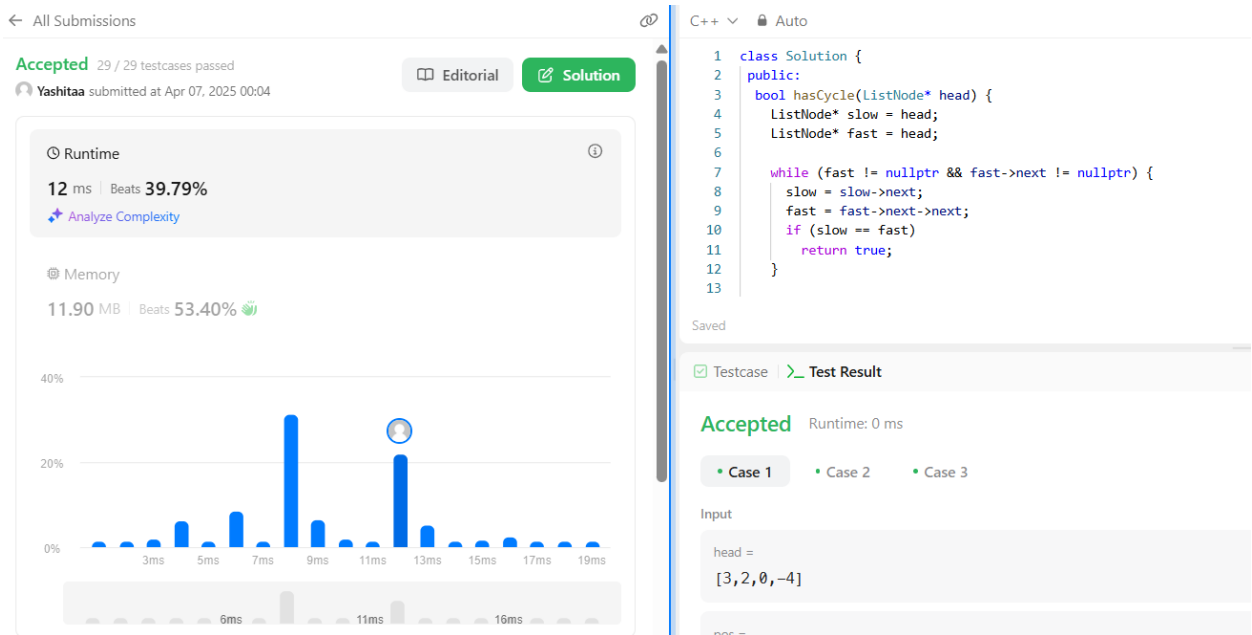 All Submissions
Accepted 29 / 29 testcases passed
Yashitaa submitted at Apr 07, 2025 00:04
Editorial
Solution
Runtime
12 ms | Beats 39.79%
Analyze Complexity
Memory
11.90 MB | Beats 53.40%
40%
20%
0%
3ms 5ms 7ms 9ms 11ms 13ms 15ms 17ms 19ms
6ms 11ms 16ms
C++ Auto
1 class Solution {
2 public:
3 bool hasCycle(ListNode* head) {
4 ListNode* slow = head;
5 ListNode* fast = head;
6
7 while (fast != nullptr && fast->next != nullptr) {
8 slow = slow->next;
9 fast = fast->next->next;
10 if (slow == fast)
11 return true;
12 }
13
Saved
Testcase | Test Result
Accepted Runtime: 0 ms
• Case 1 • Case 2 • Case 3
Input
head =
[3,2,0,-4]
pos =